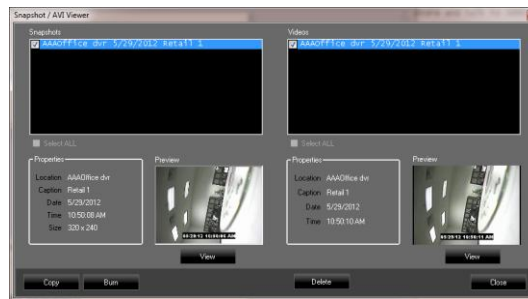 Snapshot / AVI Viewer
Snapshots
AAAOffice dvr 5/29/2012 Retail 1
Select ALL
Properties
Location AAAOffice dvr
Caption Retail 1
Date 5/29/2012
Time 10:50:06 AM
Size 320 x 240
Preview
View
Videos
AAAOffice dvr 5/29/2012 Retail 1
Select ALL
Properties
Location AAAOffice dvr
Caption Retail 1
Date 5/29/2012
Time 10:50:10 AM
Preview
View
Copy
Burn
Delete
Close